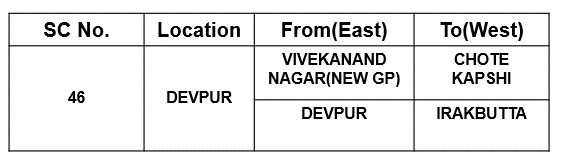 SC No. Location From(East) To(West)
46 DEVPUR VIVEKANAND NAGAR(NEW GP) CHOTE KAPSHI
DEVPUR IRAKBUTTA